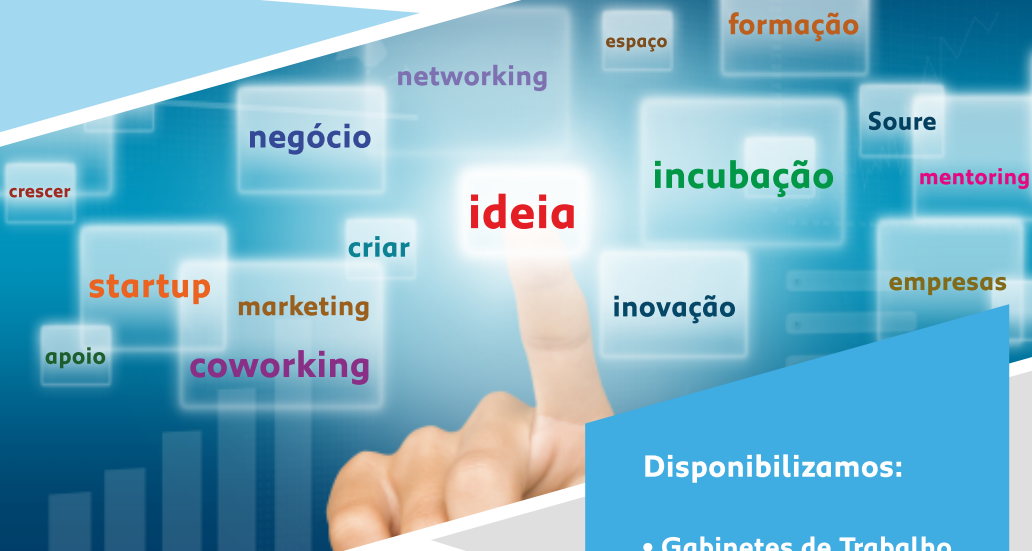 formação
espaço
networking
Soure
negócio
incubação
mentoring
crescer
ideia
criar
startup
empresas
marketing
inovação
apoio
coworking
Disponibilizamos:
• Gabinetes de Trabalho